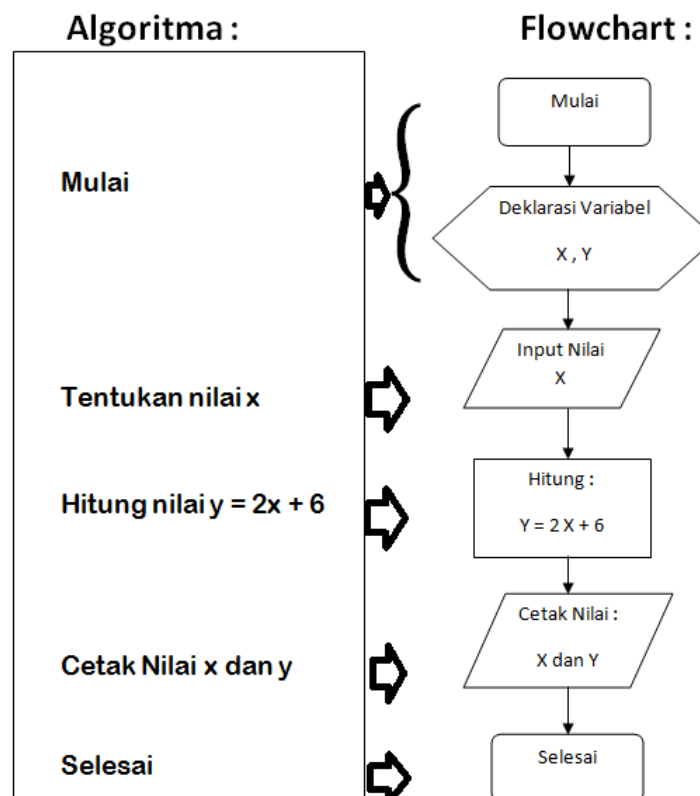 Algoritma :
Mulai
Tentukan nilai x
Hitung nilai y = 2x + 6
Cetak Nilai x dan y
Selesai
Flowchart :
Mulai
Deklarasi Variabel
X , Y
Input Nilai
X
Hitung :
Y = 2 X + 6
Cetak Nilai :
X dan Y
Selesai